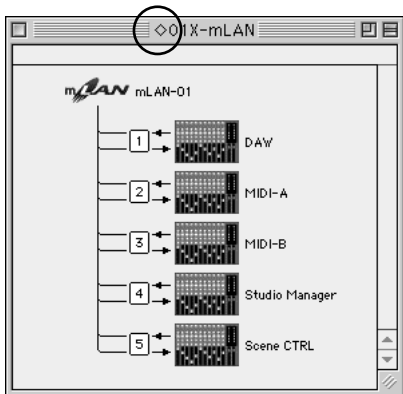 ◇01X-mLAN
mLAN mLAN-01
1 DAW
2 MIDI-A
3 MIDI-B
4 Studio Manager
5 Scene CTRL